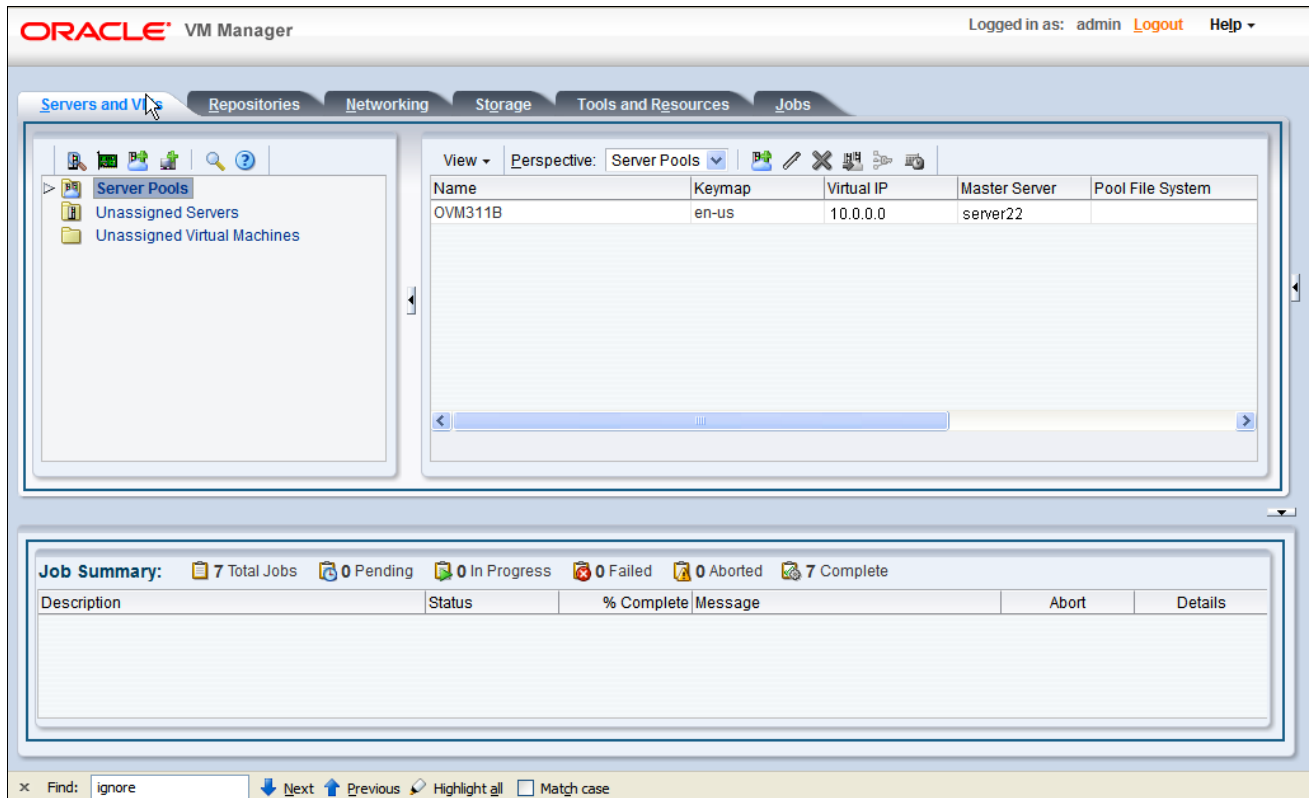 ORACLE VM Manager
Logged in as: admin Logout Help
Servers and VMs Repositories Networking Storage Tools and Resources Jobs
Server Pools
Unassigned Servers
Unassigned Virtual Machines
View Perspective: Server Pools
Name Keymap Virtual IP Master Server Pool File System
OVM311B en-us 10.0.0.0 server22
Job Summary: 7 Total Jobs 0 Pending 0 In Progress 0 Failed 0 Aborted 7 Complete
Description Status % Complete Message Abort Details
x Find: ignore Next Previous Highlight all Match case